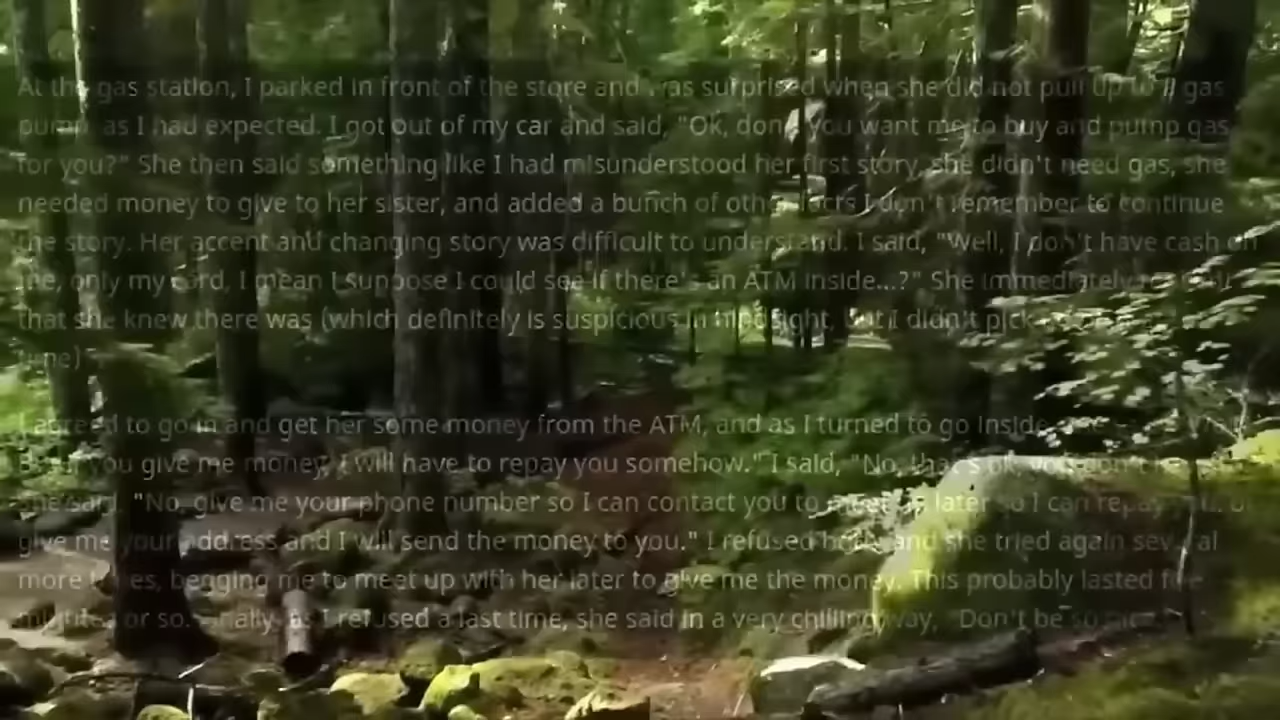 At the gas station, I parked in front of the store and was surprised when she did not pull up to a gas
pump as I had expected. I got out of my car and said, "Ok, don't you want me to buy and pump gas
for you?" She then said something like I had misunderstood her first story, she didn't need gas, she
needed money to give to her sister, and added a bunch of other facts I don't remember to continue
the story. Her accent and changing story was difficult to understand. I said, "Well, I don't have cash on
me, only my card, I mean I suppose I could see if there's an ATM inside...?" She immediately
that she knew there was (which definitely is suspicious in hindsight, but I didn't pick
time)
I agreed to go in and get her some money from the ATM, and as I turned to go inside
you give me money, I will have to repay you somehow." I said, "No, that's ok, you don't
she said, "No, give me your phone number so I can contact you to meet up later so I can repay
give me your address and I will send the money to you." I refused and she tried again several
more times, begging me to meet up with her later to give me the money. This probably lasted five
minutes or so. Finally, as I refused a last time, she said in a very chilling way, "Don't be so